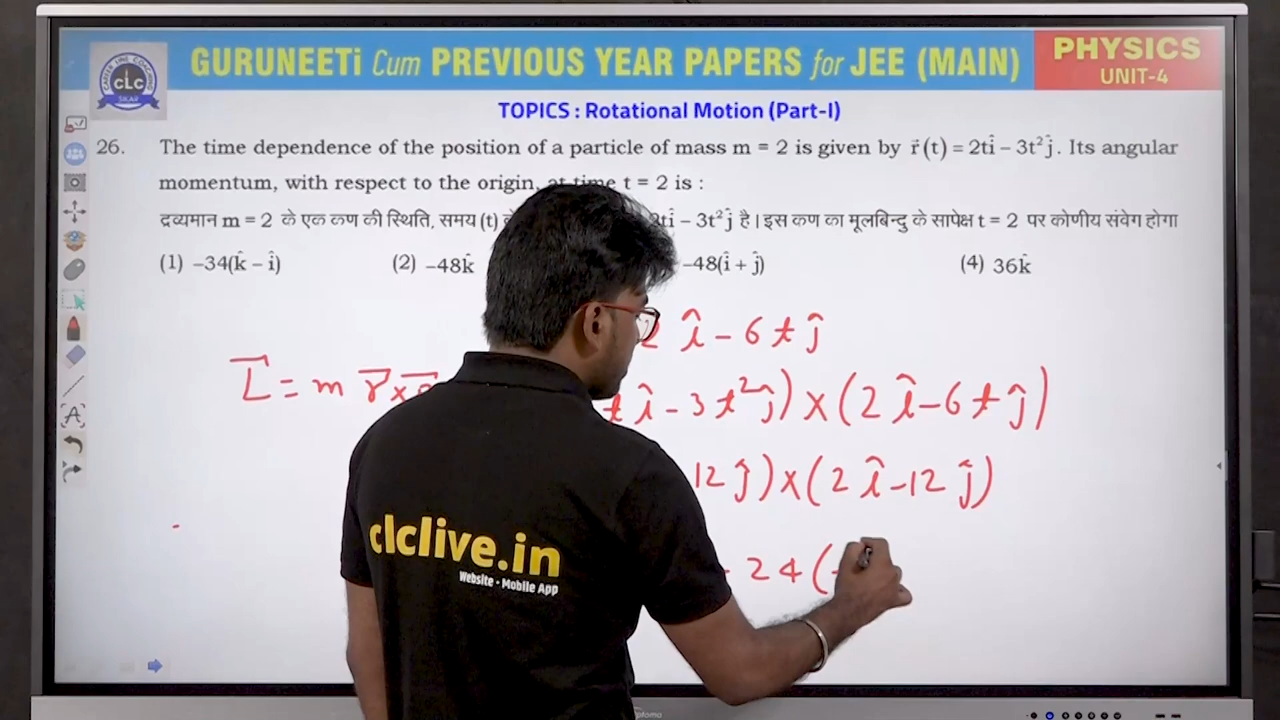 GURUNEETi Cum PREVIOUS YEAR PAPERS for JEE (MAIN)
PHYSICS
UNIT-4
CLC
SIKAR
TOPICS : Rotational Motion (Part-I)
26. The time dependence of the position of a particle of mass m = 2 is given by r⃗(t) = 2tî − 3t²ĵ. Its angular
momentum, with respect to the origin, at time t = 2 is :
द्रव्यमान m = 2 के एक कण की स्थिति, समय (t) î − 3t²ĵ है। इस कण का मूलबिन्दु के सापेक्ष t = 2 पर कोणीय संवेग होगा
(1) −34(k̂ − î) (2) −48k̂ −48(î + ĵ) (4) 36k̂
2 î − 6 t ĵ
L⃗ = m r⃗ ×
t î − 3 t² ĵ) × (2 î − 6 t ĵ)
12 ĵ) × (2 î − 12 ĵ)
- 24 (
clclive.in
Website - Mobile App